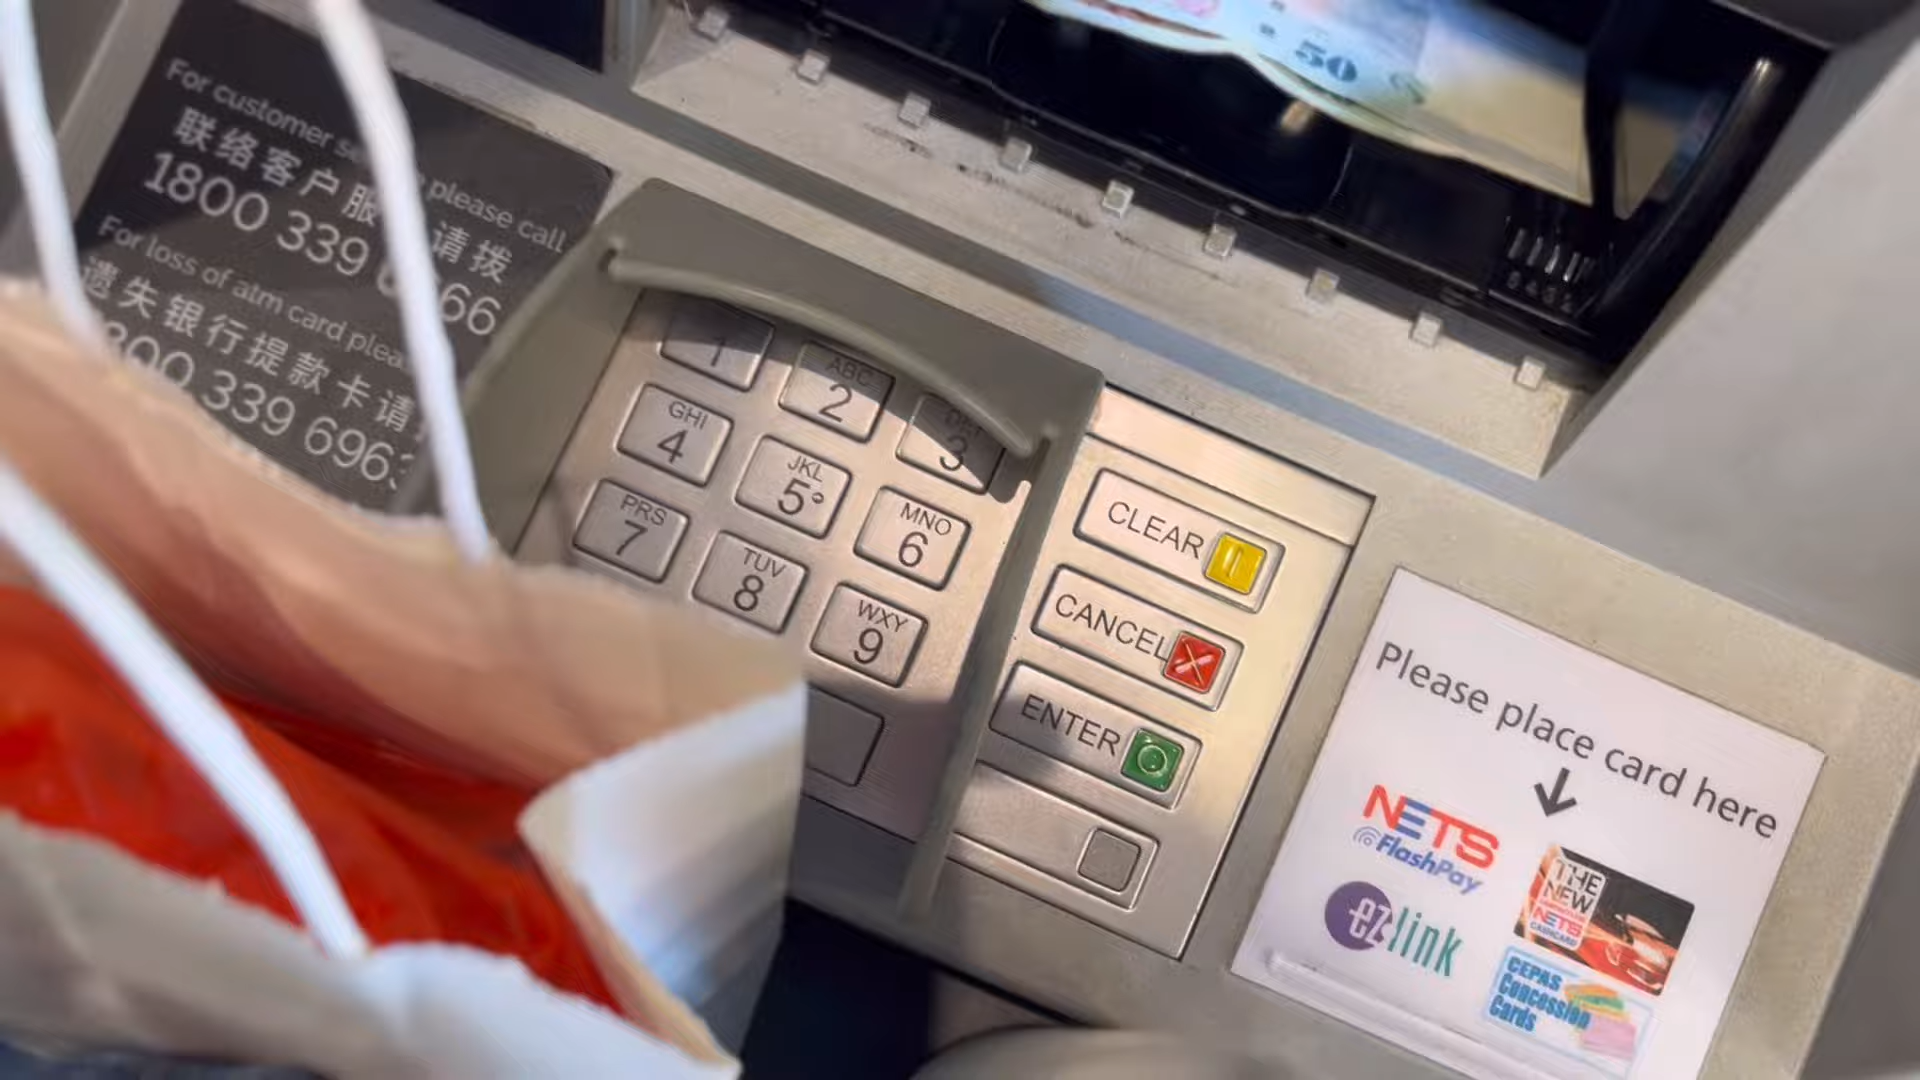 50
For customer se please call
联络客户服 请拨
1800 339 66
For loss of atm card plea
遗失银行提款卡请
800 339 696
1
ABC
2
3
GHI
4
JKL
5
MNO
6
PRS
7
TUV
8
WXY
9
CLEAR
CANCEL
ENTER
Please place card here
NETS
FlashPay
ez link
THE
NEW
NETS
CASHCARD
CEPAS
Concession
Cards